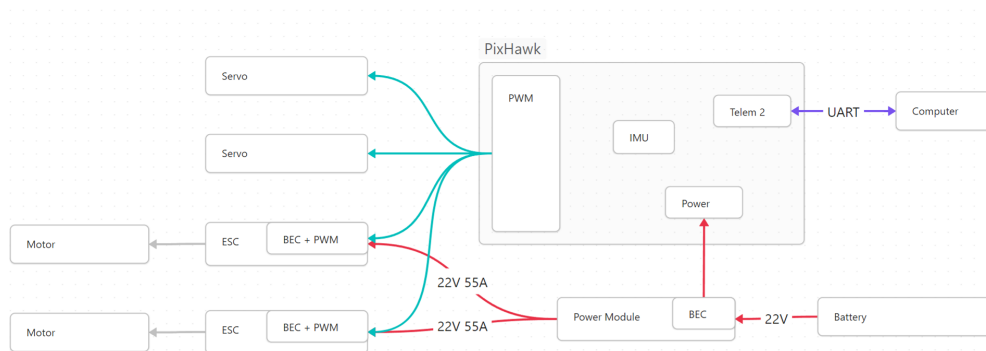 PixHawk
Servo
PWM
Telem 2
UART
Computer
IMU
Servo
Power
Motor
ESC
BEC + PWM
22V 55A
Power Module
BEC
22V
Battery
Motor
ESC
BEC + PWM
22V 55A